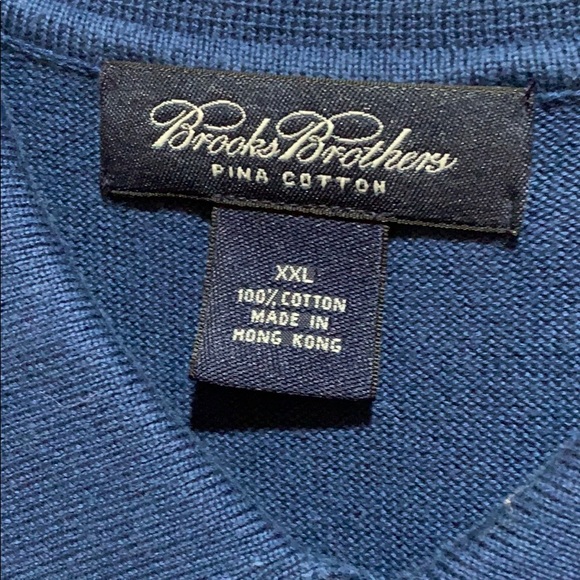 Brooks Brothers
PIMA COTTON
XXL
100% COTTON
MADE IN
HONG KONG